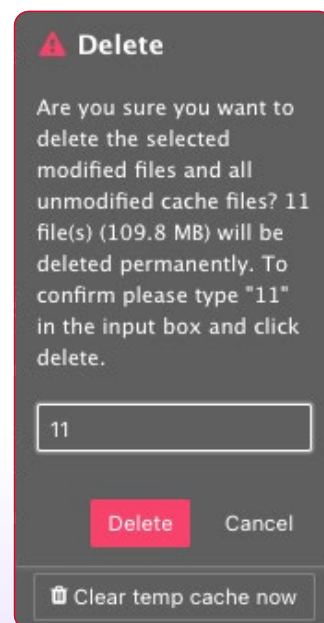 Delete
Are you sure you want to
delete the selected
modified files and all
unmodified cache files? 11
file(s) (109.8 MB) will be
deleted permanently. To
confirm please type "11"
in the input box and click
delete.
11
Delete Cancel
Clear temp cache now